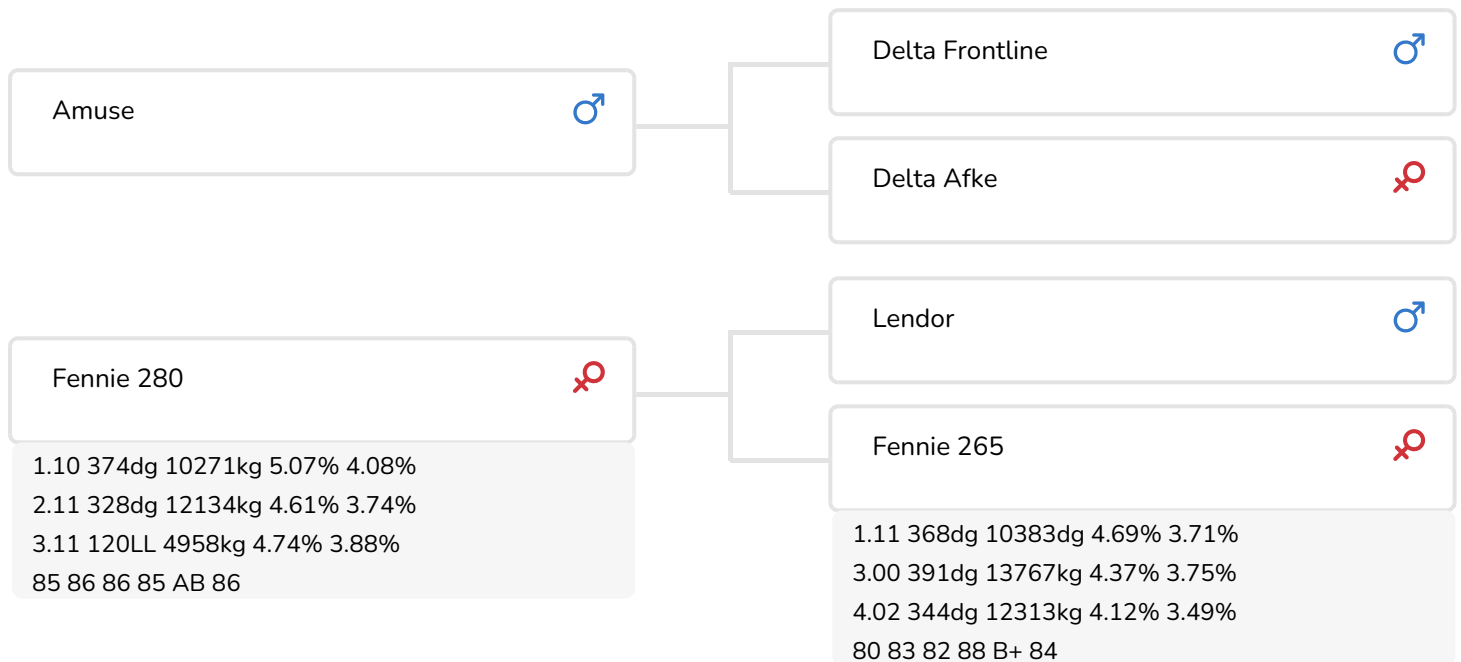 Amuse
Delta Frontline
Delta Afke
Fennie 280
1.10 374dg 10271kg 5.07% 4.08%
2.11 328dg 12134kg 4.61% 3.74%
3.11 120LL 4958kg 4.74% 3.88%
85 86 86 85 AB 86
Lendor
Fennie 265
1.11 368dg 10383dg 4.69% 3.71%
3.00 391dg 13767kg 4.37% 3.75%
4.02 344dg 12313kg 4.12% 3.49%
80 83 82 88 B+ 84